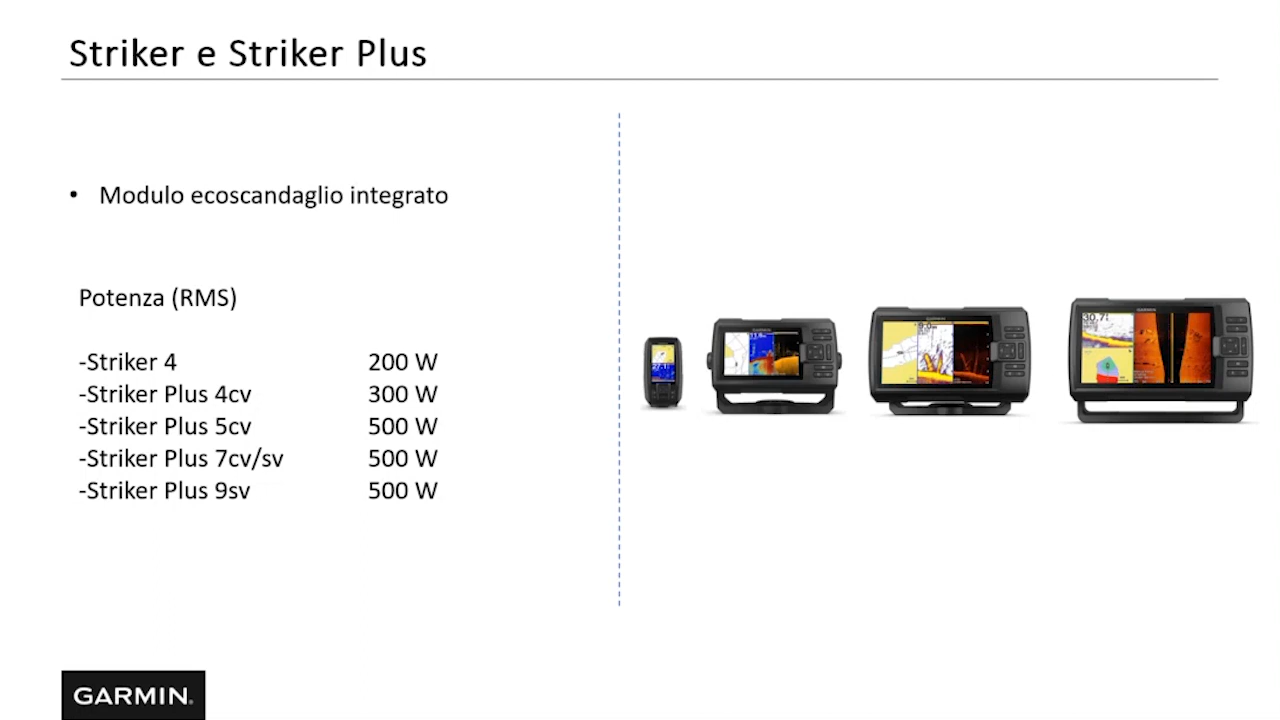 Striker e Striker Plus
• Modulo ecoscandaglio integrato
Potenza (RMS)
-Striker 4 200 W
-Striker Plus 4cv 300 W
-Striker Plus 5cv 500 W
-Striker Plus 7cv/sv 500 W
-Striker Plus 9sv 500 W
GARMIN